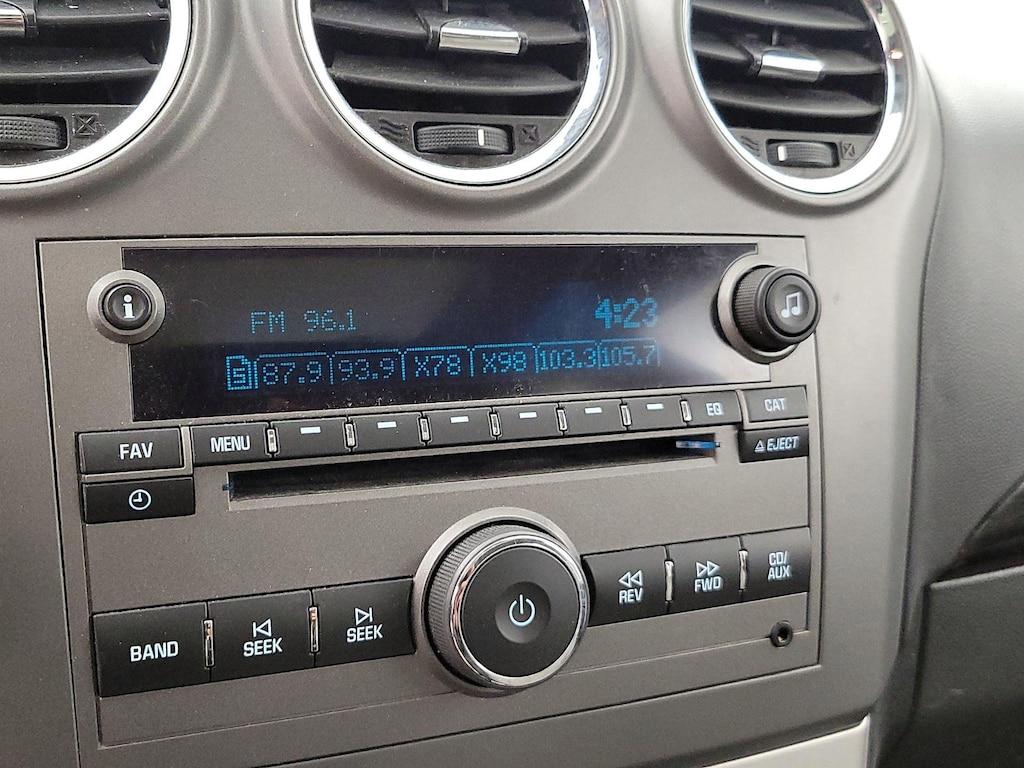 FM 96.1
4:23
87.9 93.9 X78 X98 103.3 105.7
FAV
MENU
EQ
CAT
EJECT
BAND
SEEK
SEEK
REV
FWD
CD/
AUX